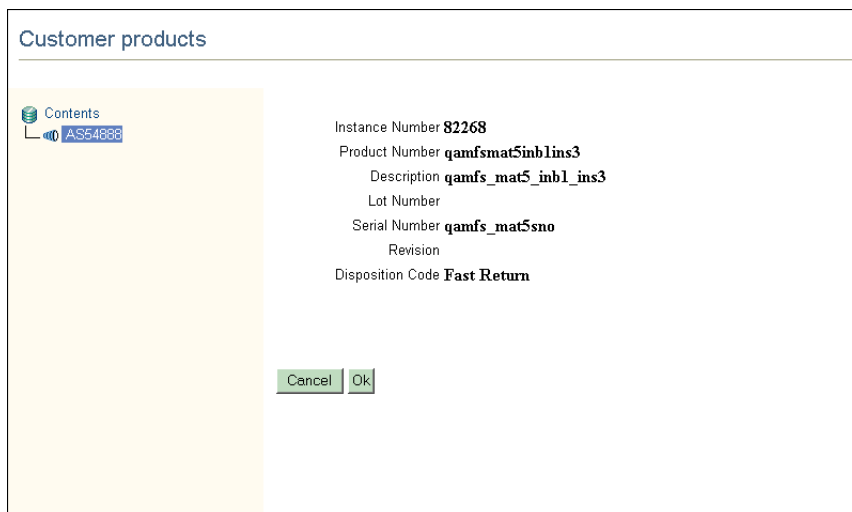 Customer products
Contents
AS54888
Instance Number 82268
Product Number qamfsmat5inb1ins3
Description qamfs_mat5_inb1_ins3
Lot Number
Serial Number qamfs_mat5sno
Revision
Disposition Code Fast Return
Cancel Ok